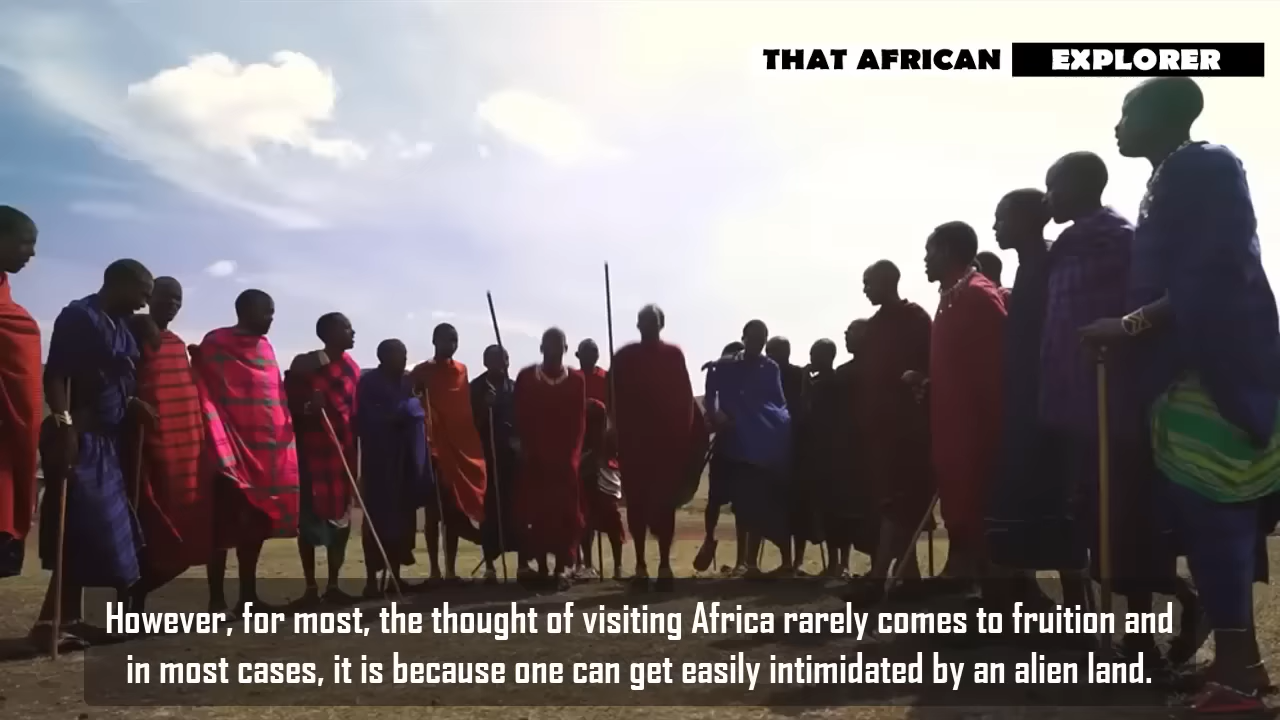 THAT AFRICAN EXPLORER
However, for most, the thought of visiting Africa rarely comes to fruition and
in most cases, it is because one can get easily intimidated by an alien land.